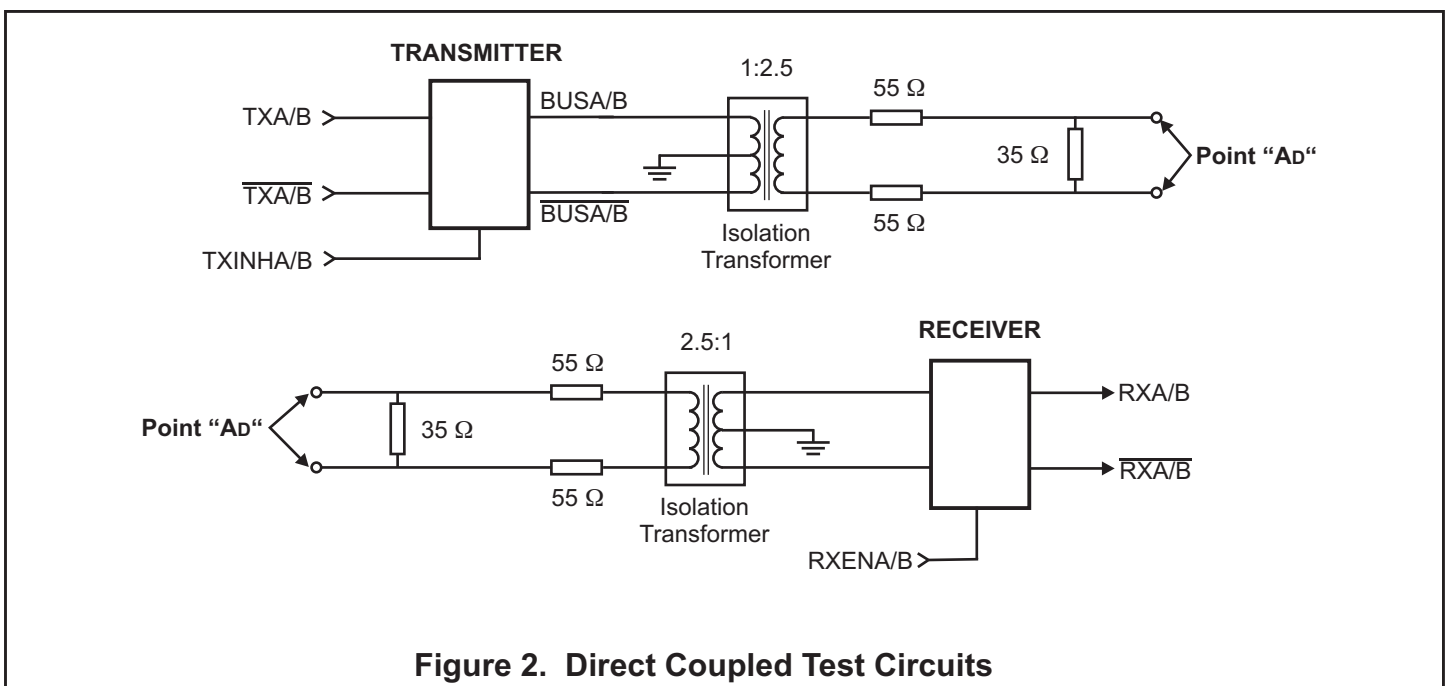 TRANSMITTER
1:2.5
TXA/B
BUSA/B
55 Ω
35 Ω
Point “AD“
TXA/B
BUSA/B
55 Ω
Isolation
Transformer
TXINHA/B
RECEIVER
2.5:1
55 Ω
RXA/B
Point “AD“
35 Ω
RXA/B
55 Ω
Isolation
Transformer
RXENA/B
Figure 2. Direct Coupled Test Circuits